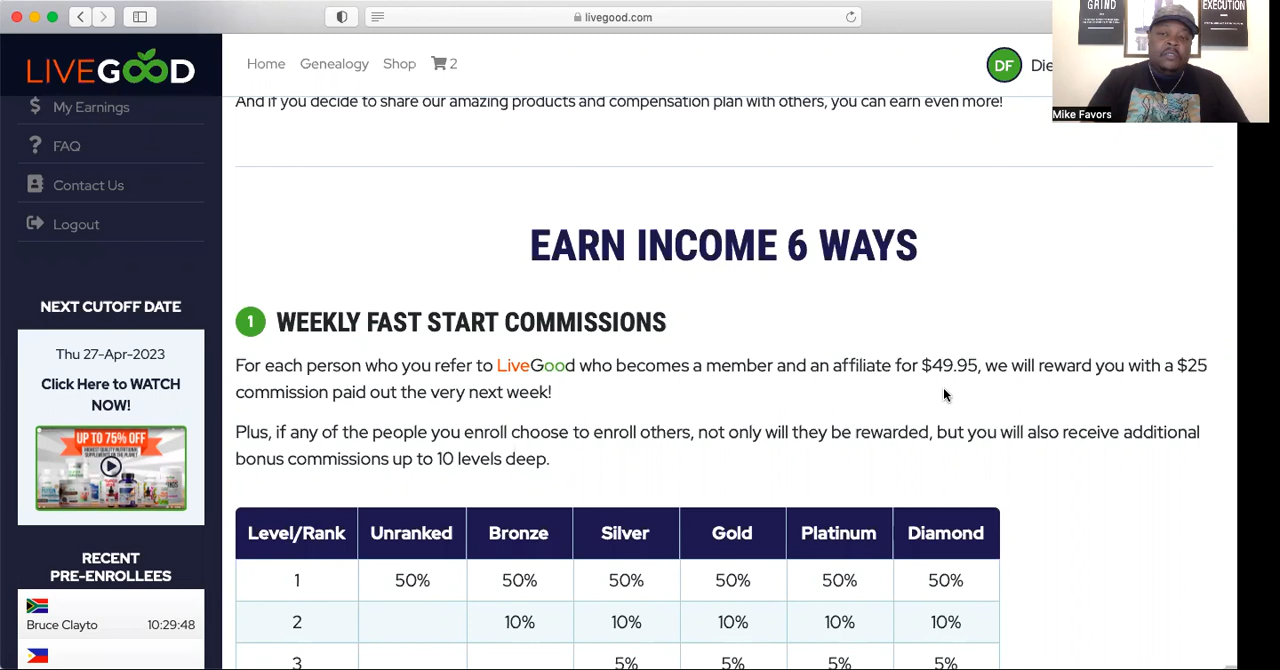 livegood.com
GRIND
EXECUTION
Mike Favors
LIVEGOOD
Home
Genealogy
Shop
2
DF
Die
My Earnings
FAQ
Contact Us
Logout
NEXT CUTOFF DATE
Thu 27-Apr-2023
Click Here to WATCH
NOW!
UP TO 75% OFF
HIGHEST QUALITY NUTRITIONAL
SUPPLEMENTS ON THE PLANET
RECENT
PRE-ENROLLEES
Bruce Clayto 10:29:48
And if you decide to share our amazing products and compensation plan with others, you can earn even more!
EARN INCOME 6 WAYS
1 WEEKLY FAST START COMMISSIONS
For each person who you refer to LiveGood who becomes a member and an affiliate for $49.95, we will reward you with a $25
commission paid out the very next week!
Plus, if any of the people you enroll choose to enroll others, not only will they be rewarded, but you will also receive additional
bonus commissions up to 10 levels deep.
Level/Rank Unranked Bronze Silver Gold Platinum Diamond
1 50% 50% 50% 50% 50% 50%
2 10% 10% 10% 10% 10%
3 5% 5% 5% 5%